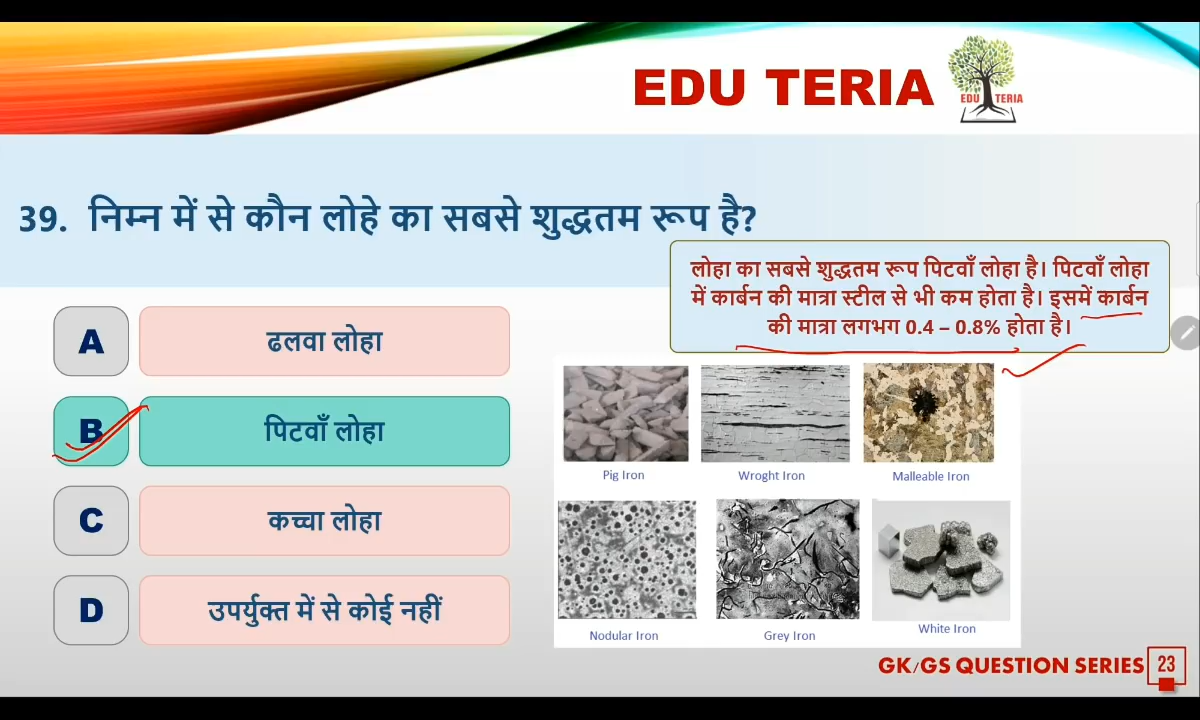 EDU TERIA
EDU TERIA
39. निम्न में से कौन लोहे का सबसे शुद्धतम रूप है?
लोहा का सबसे शुद्धतम रूप पिटवाँ लोहा है। पिटवाँ लोहा
में कार्बन की मात्रा स्टील से भी कम होता है। इसमें कार्बन
की मात्रा लगभग 0.4 – 0.8% होता है।
A
ढलवा लोहा
B
पिटवाँ लोहा
C
कच्चा लोहा
D
उपर्युक्त में से कोई नहीं
Pig Iron
Wroght Iron
Malleable Iron
Nodular Iron
Grey Iron
White Iron
GK/GS QUESTION SERIES
23